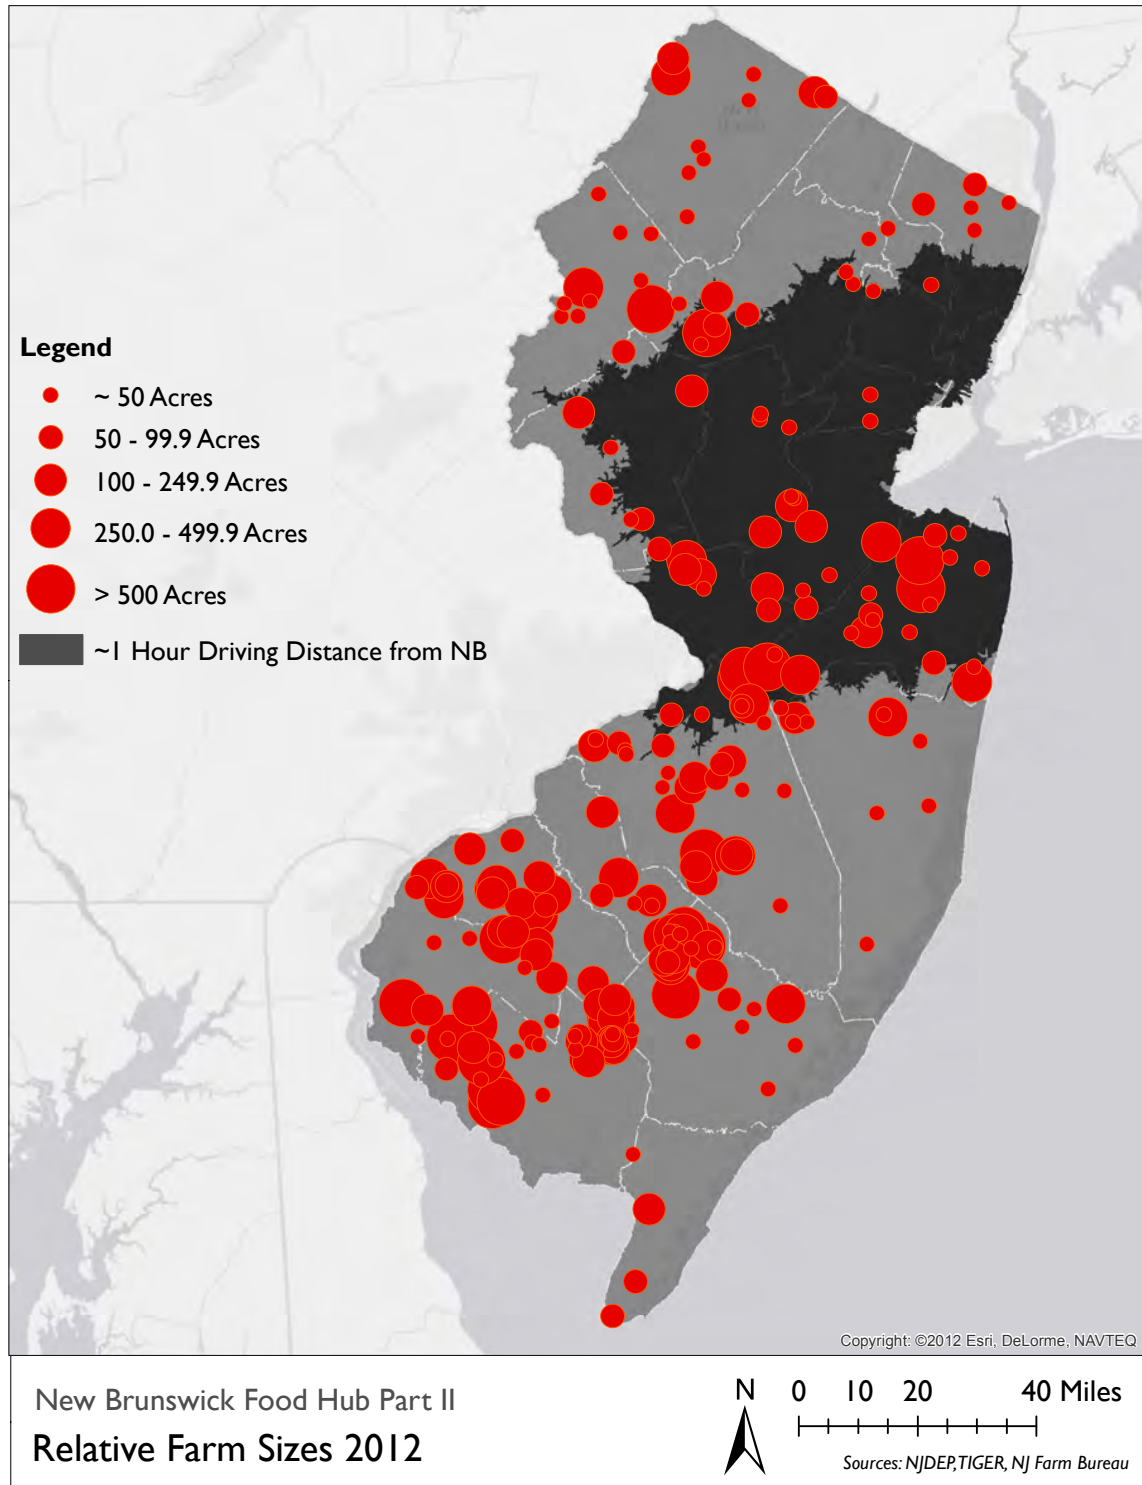 Legend
~ 50 Acres
50 - 99.9 Acres
100 - 249.9 Acres
250.0 - 499.9 Acres
> 500 Acres
~1 Hour Driving Distance from NB
Copyright: ©2012 Esri, DeLorme, NAVTEQ
New Brunswick Food Hub Part II
Relative Farm Sizes 2012
N
0 10 20 40 Miles
Sources: NJDEP,TIGER, NJ Farm Bureau